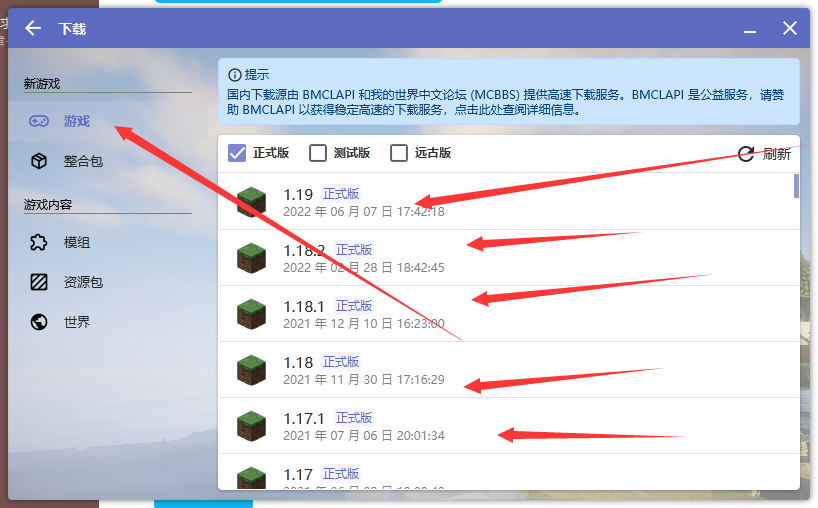 下载
新游戏
游戏
整合包
游戏内容
模组
资源包
世界
提示
国内下载源由 BMCLAPI 和我的世界中文论坛 (MCBBS) 提供高速下载服务。BMCLAPI 是公益服务，请赞
助 BMCLAPI 以获得稳定高速的下载服务，点击此处查阅详细信息。
正式版 测试版 远古版 刷新
1.19 正式版
2022 年 06 月 07 日 17:42:18
1.18.2 正式版
2022 年 02 月 28 日 18:42:45
1.18.1 正式版
2021 年 12 月 10 日 16:23:00
1.18 正式版
2021 年 11 月 30 日 17:16:29
1.17.1 正式版
2021 年 07 月 06 日 20:01:34
1.17 正式版